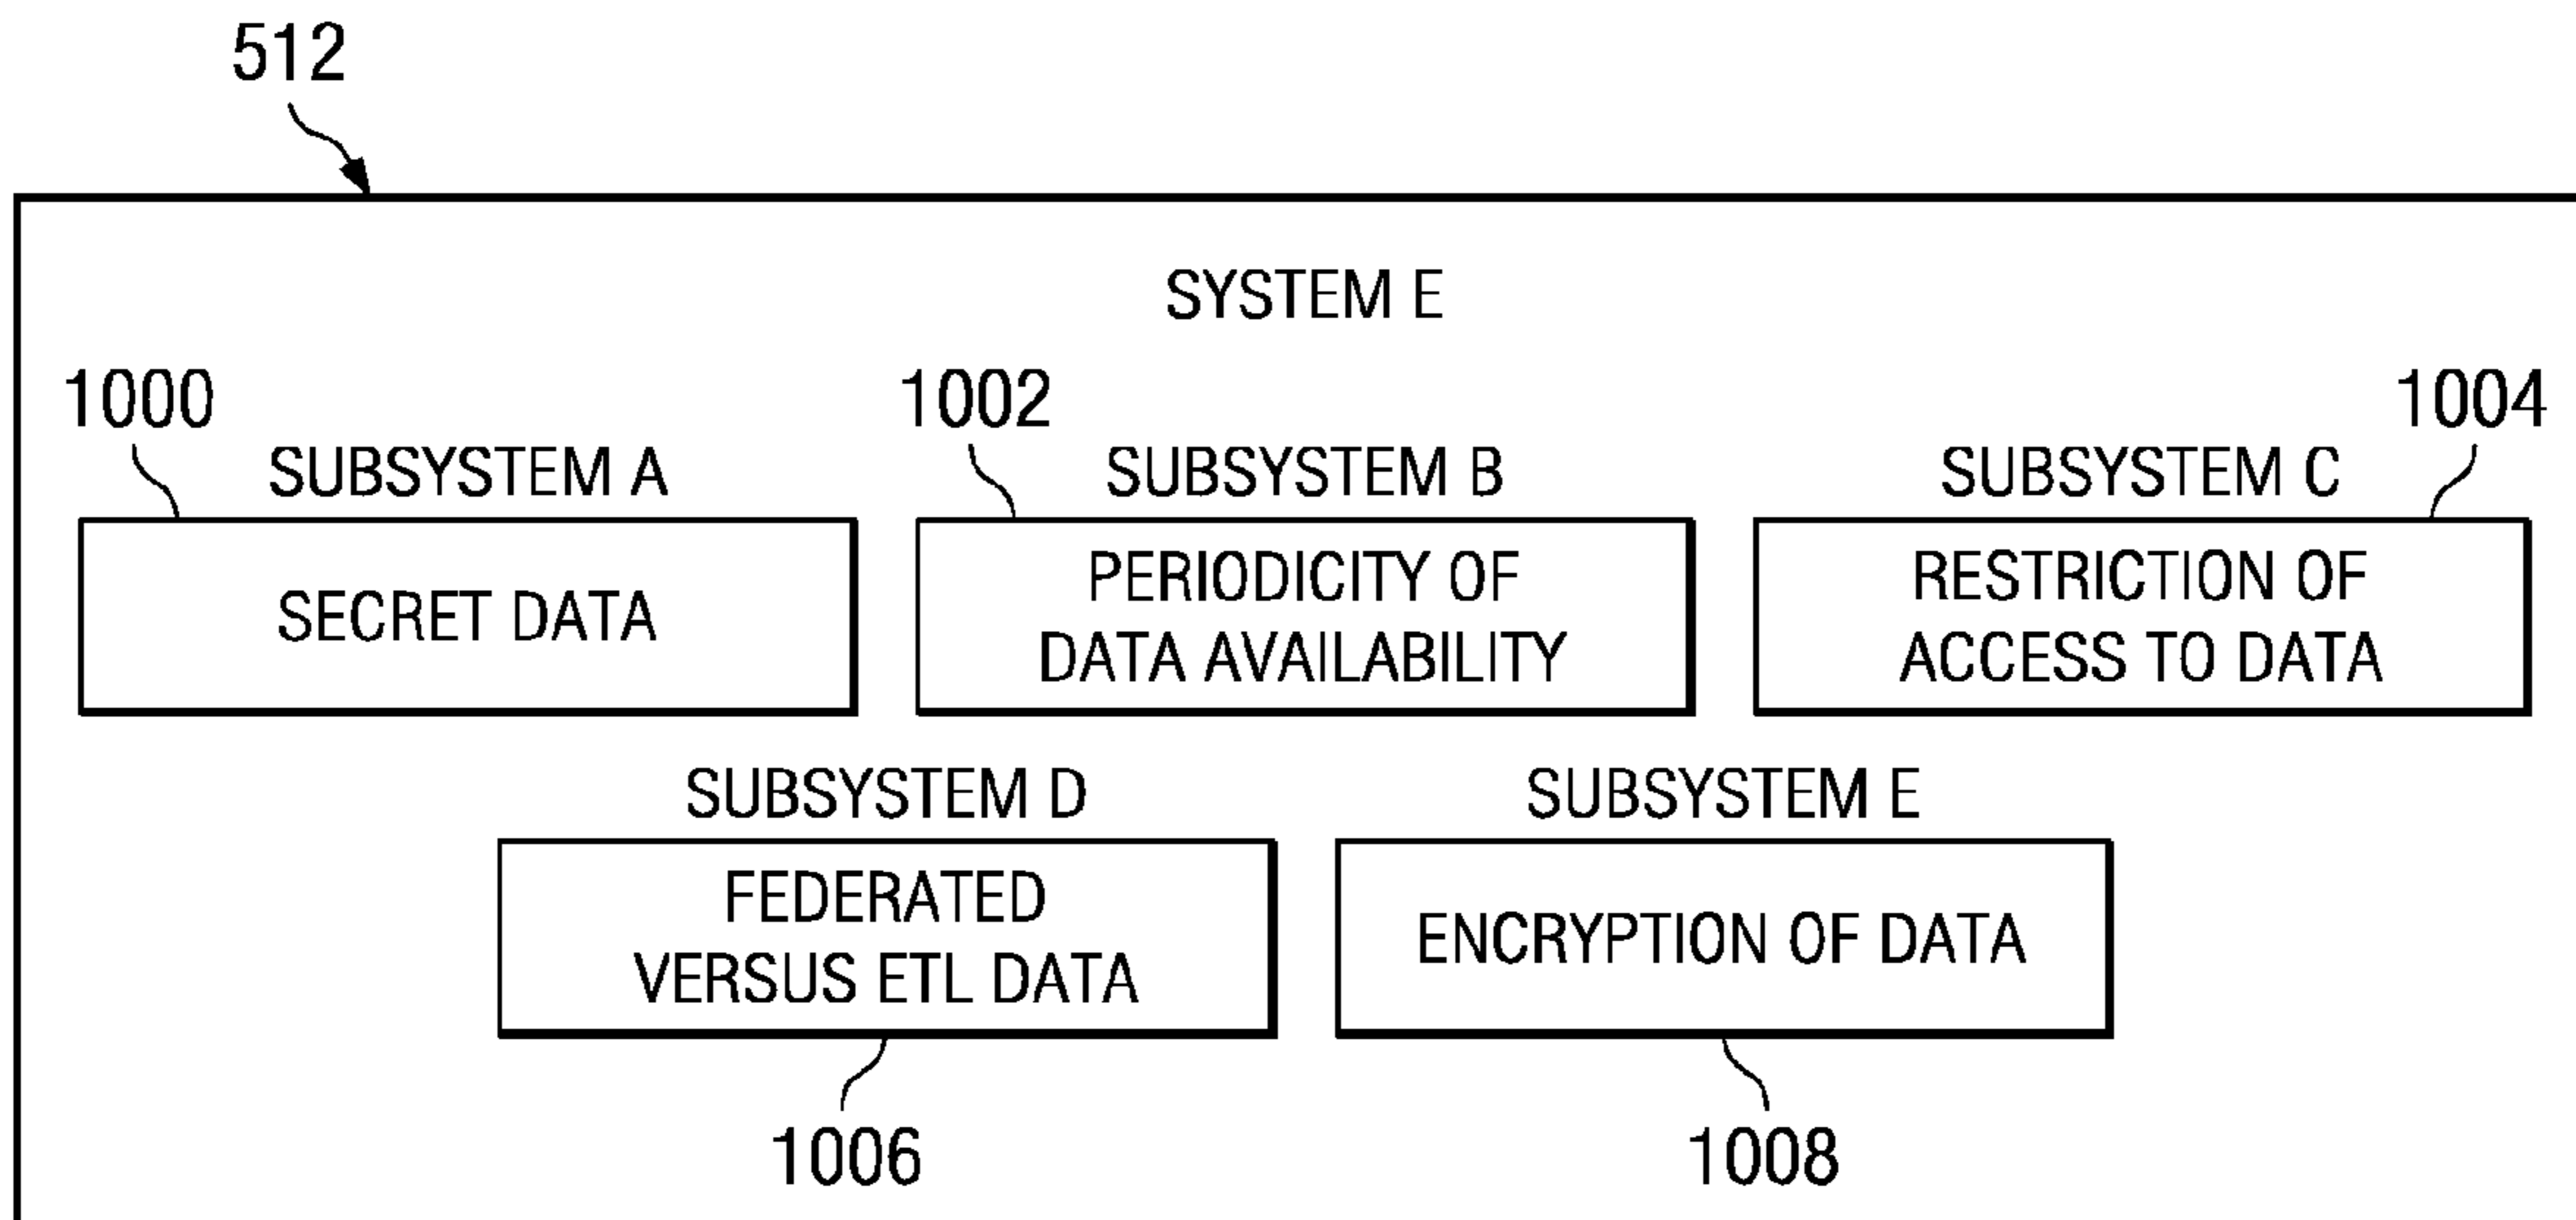 512
SYSTEM E
1000
1002
1004
SUBSYSTEM A
SUBSYSTEM B
SUBSYSTEM C
SECRET DATA
PERIODICITY OF
DATA AVAILABILITY
RESTRICTION OF
ACCESS TO DATA
SUBSYSTEM D
SUBSYSTEM E
FEDERATED
VERSUS ETL DATA
ENCRYPTION OF DATA
1006
1008